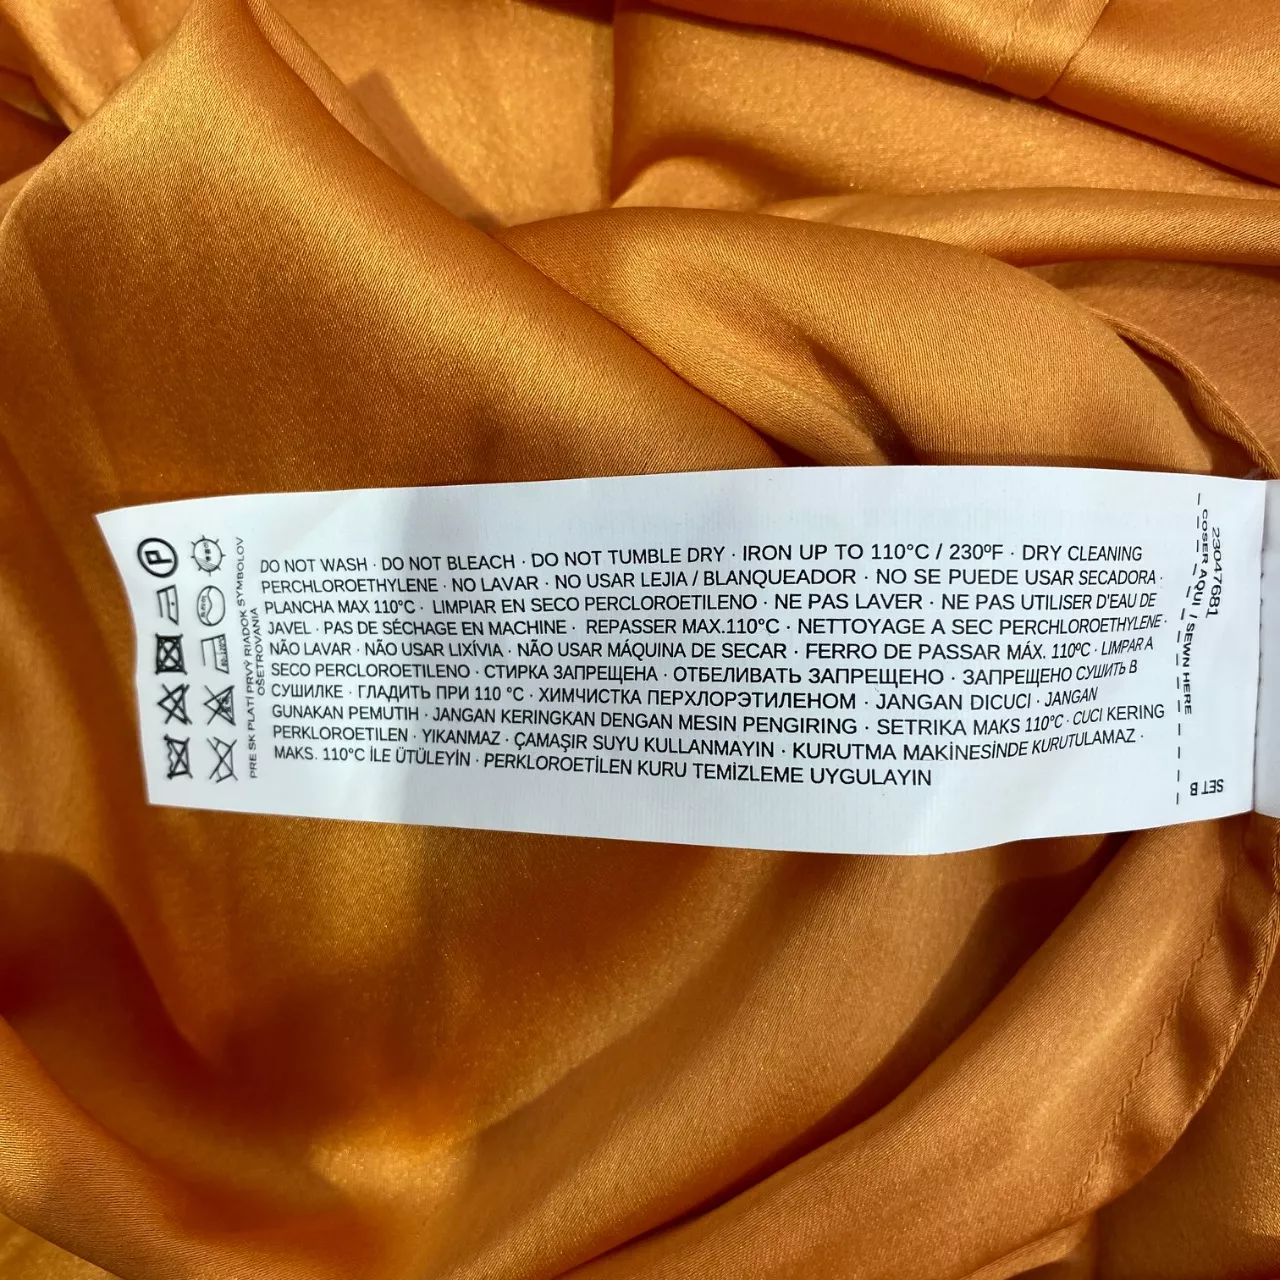 DO NOT WASH · DO NOT BLEACH · DO NOT TUMBLE DRY · IRON UP TO 110°C / 230ºF · DRY CLEANING
PERCHLOROETHYLENE · NO LAVAR · NO USAR LEJIA / BLANQUEADOR · NO SE PUEDE USAR SECADORA ·
PLANCHA MAX 110°C · LIMPIAR EN SECO PERCLOROETILENO · NE PAS LAVER · NE PAS UTILISER D'EAU DE
JAVEL · PAS DE SÉCHAGE EN MACHINE · REPASSER MAX.110°C · NETTOYAGE A SEC PERCHLOROETHYLENE ·
NÃO LAVAR · NÃO USAR LIXÍVIA · NÃO USAR MÁQUINA DE SECAR · FERRO DE PASSAR MÁX. 110ºC · LIMPAR A
SECO PERCLOROETILENO · СТИРКА ЗАПРЕЩЕНА · ОТБЕЛИВАТЬ ЗАПРЕЩЕНО · ЗАПРЕЩЕНО СУШИТЬ В
СУШИЛКЕ · ГЛАДИТЬ ПРИ 110 °C · ХИМЧИСТКА ПЕРХЛОРЭТИЛЕНОМ · JANGAN DICUCI · JANGAN
GUNAKAN PEMUTIH · JANGAN KERINGKAN DENGAN MESIN PENGIRING · SETRIKA MAKS 110°C · CUCI KERING
PERKLOROETILEN · YIKANMAZ · ÇAMAŞIR SUYU KULLANMAYIN · KURUTMA MAKİNESİNDE KURUTULAMAZ ·
MAKS. 110°C İLE ÜTÜLEYİN · PERKLOROETİLEN KURU TEMİZLEME UYGULAYIN
PRE SK PLATÍ PRVÝ RIADOK SYMBOLOV
OŠETROVANIA
P
23047681
COSER AQUI / SEWN HERE
SET B